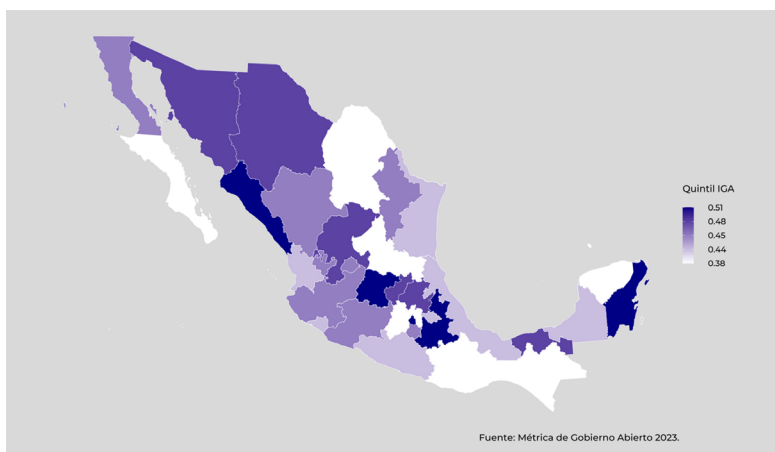 Quintil IGA
0.51
0.48
0.45
0.44
0.38
Fuente: Métrica de Gobierno Abierto 2023.